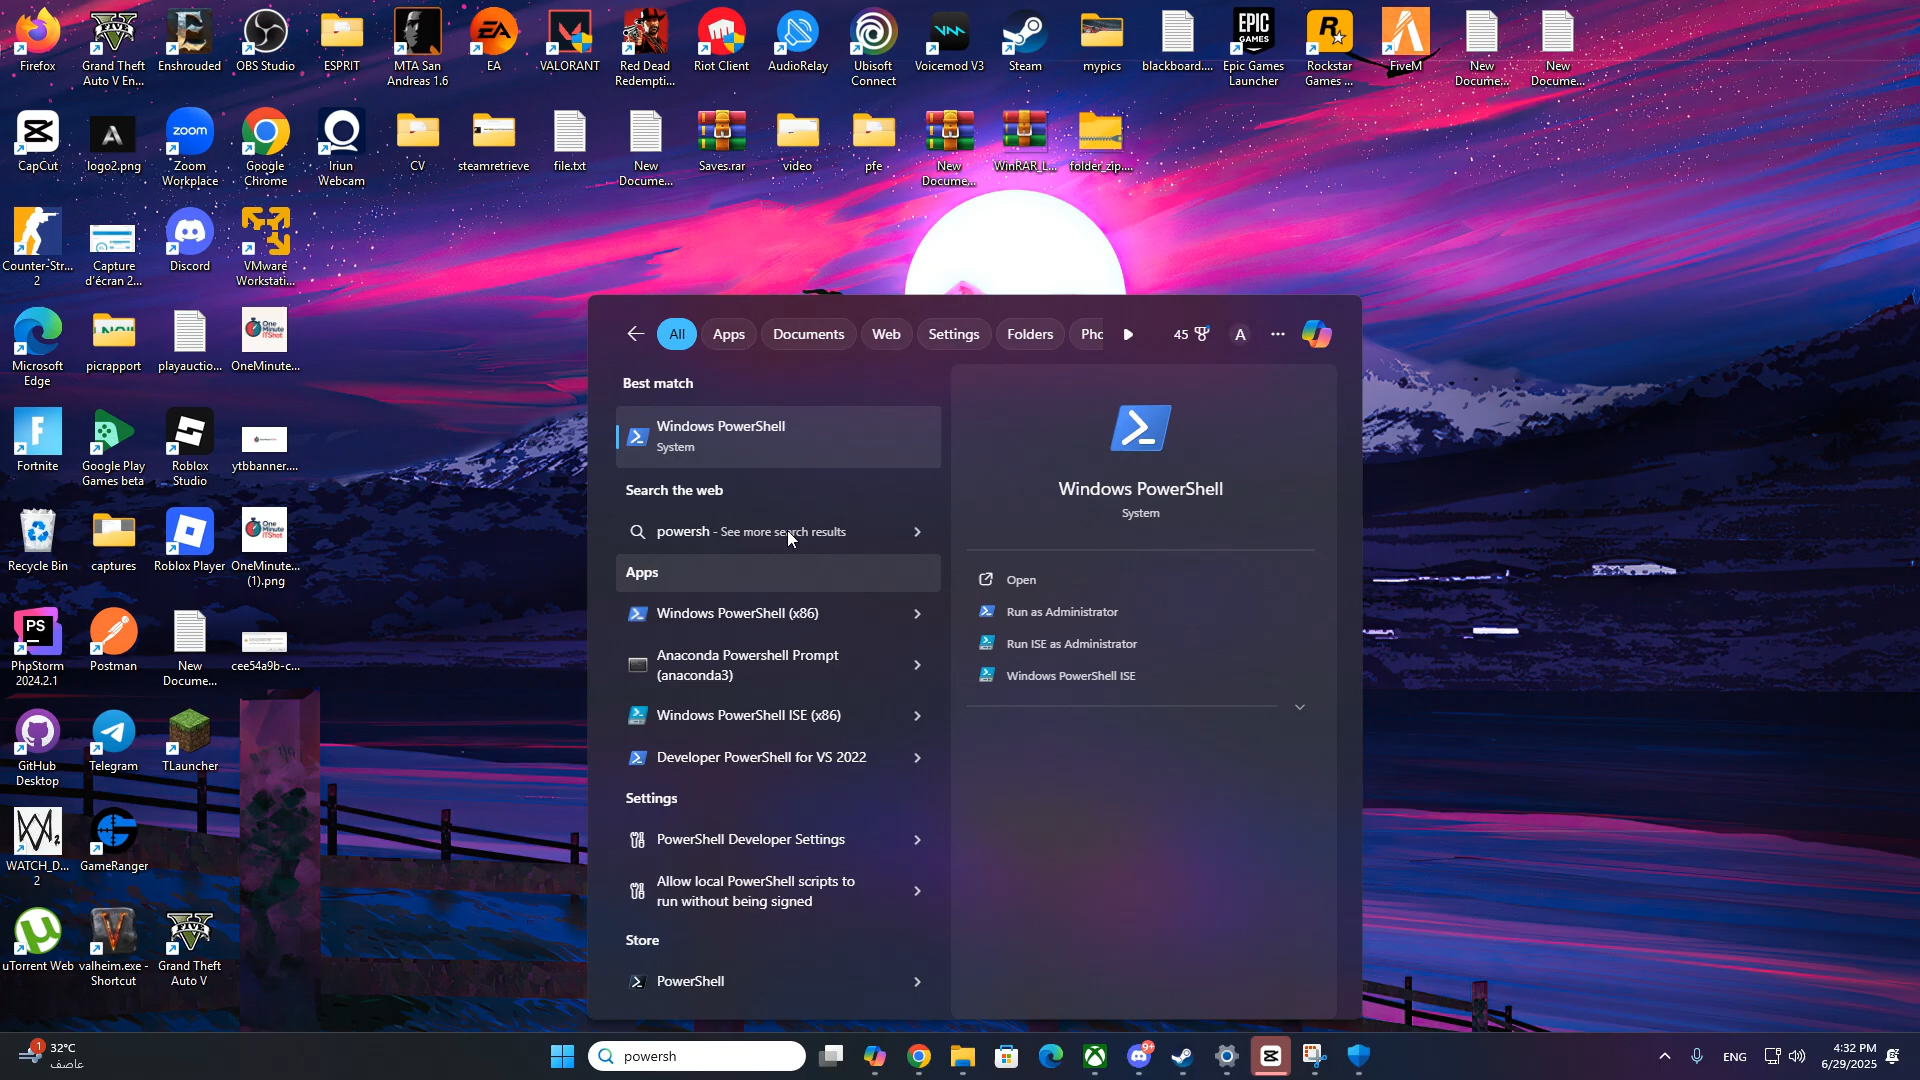 Firefox
Grand Theft
Auto V En...
Enshrouded
OBS Studio
ESPRIT
MTA San
Andreas 1.6
EA
VALORANT
Red Dead
Redempti...
Riot Client
AudioRelay
Ubisoft
Connect
Voicemod V3
Steam
mypics
blackboard....
Epic Games
Launcher
Rockstar
Games ...
FiveM
New
Docume...
New
Docume...
CapCut
logo2.png
Zoom
Workplace
Google
Chrome
Iriun
Webcam
CV
steamretrieve
file.txt
New
Docume...
Saves.rar
video
pfe
New
Docume...
WinRAR_L...
folder_zip....
Counter-Str...
2
Capture
d'écran 2...
Discord
VMware
Workstati...
Microsoft
Edge
picrapport
playauctio...
OneMinute...
Fortnite
Google Play
Games beta
Roblox
Studio
ytbbanner....
Recycle Bin
captures
Roblox Player
OneMinute...
(1).png
PhpStorm
2024.2.1
Postman
New
Docume...
cee54a9b-c...
GitHub
Desktop
Telegram
TLauncher
WATCH_D...
2
GameRanger
uTorrent Web
valheim.exe -
Shortcut
Grand Theft
Auto V
All
Apps
Documents
Web
Settings
Folders
Pho
45
A
Best match
Windows PowerShell
System
Search the web
powersh - See more search results
Apps
Windows PowerShell (x86)
Anaconda Powershell Prompt
(anaconda3)
Windows PowerShell ISE (x86)
Developer PowerShell for VS 2022
Settings
PowerShell Developer Settings
Allow local PowerShell scripts to
run without being signed
Store
PowerShell
Windows PowerShell
System
Open
Run as Administrator
Run ISE as Administrator
Windows PowerShell ISE
1
32°C
عاصف
powersh
9+
ENG
4:32 PM
6/29/2025